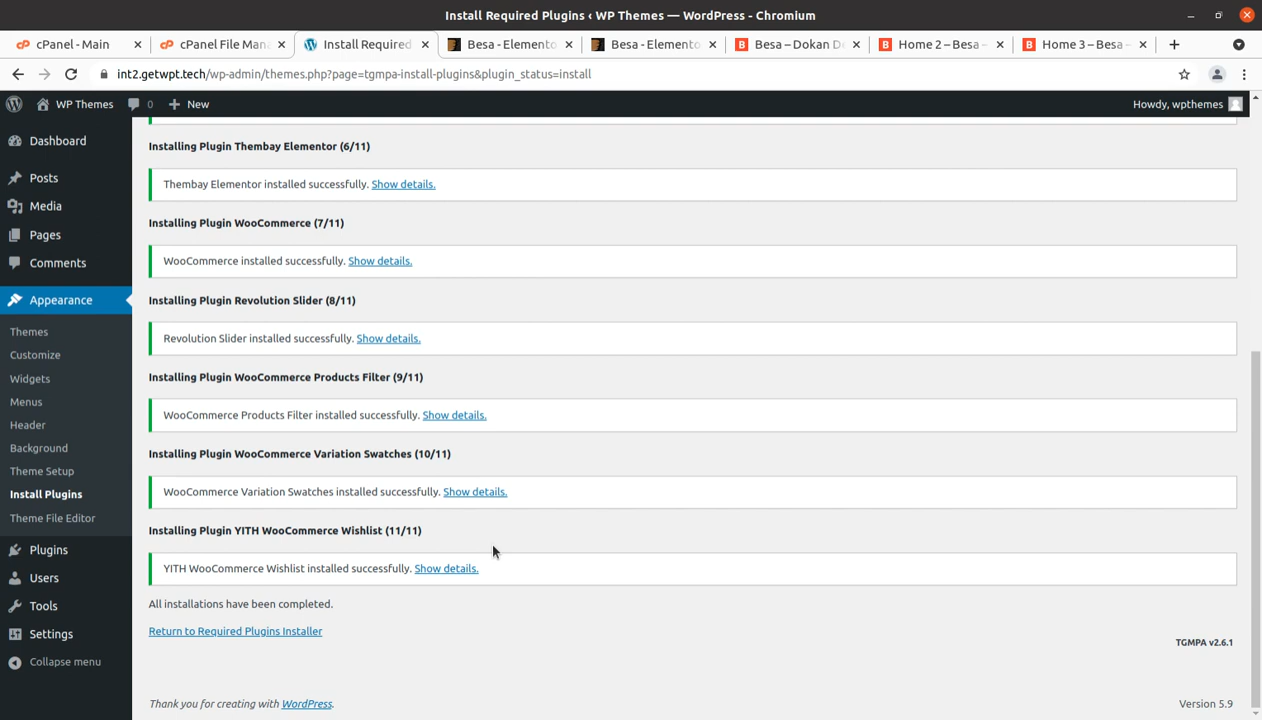 Install Required Plugins ‹ WP Themes — WordPress - Chromium
cPanel - Main
cPanel File Man
Install Required
Besa - Elemento
Besa - Elemento
Besa – Dokan D
Home 2 – Besa –
Home 3 – Besa –
int2.getwpt.tech/wp-admin/themes.php?page=tgmpa-install-plugins&plugin_status=install
WP Themes
0
New
Howdy, wpthemes
Dashboard
Posts
Media
Pages
Comments
Appearance
Themes
Customize
Widgets
Menus
Header
Background
Theme Setup
Install Plugins
Theme File Editor
Plugins
Users
Tools
Settings
Collapse menu
Installing Plugin Thembay Elementor (6/11)
Thembay Elementor installed successfully. Show details.
Installing Plugin WooCommerce (7/11)
WooCommerce installed successfully. Show details.
Installing Plugin Revolution Slider (8/11)
Revolution Slider installed successfully. Show details.
Installing Plugin WooCommerce Products Filter (9/11)
WooCommerce Products Filter installed successfully. Show details.
Installing Plugin WooCommerce Variation Swatches (10/11)
WooCommerce Variation Swatches installed successfully. Show details.
Installing Plugin YITH WooCommerce Wishlist (11/11)
YITH WooCommerce Wishlist installed successfully. Show details.
All installations have been completed.
Return to Required Plugins Installer
TGMPA v2.6.1
Thank you for creating with WordPress.
Version 5.9